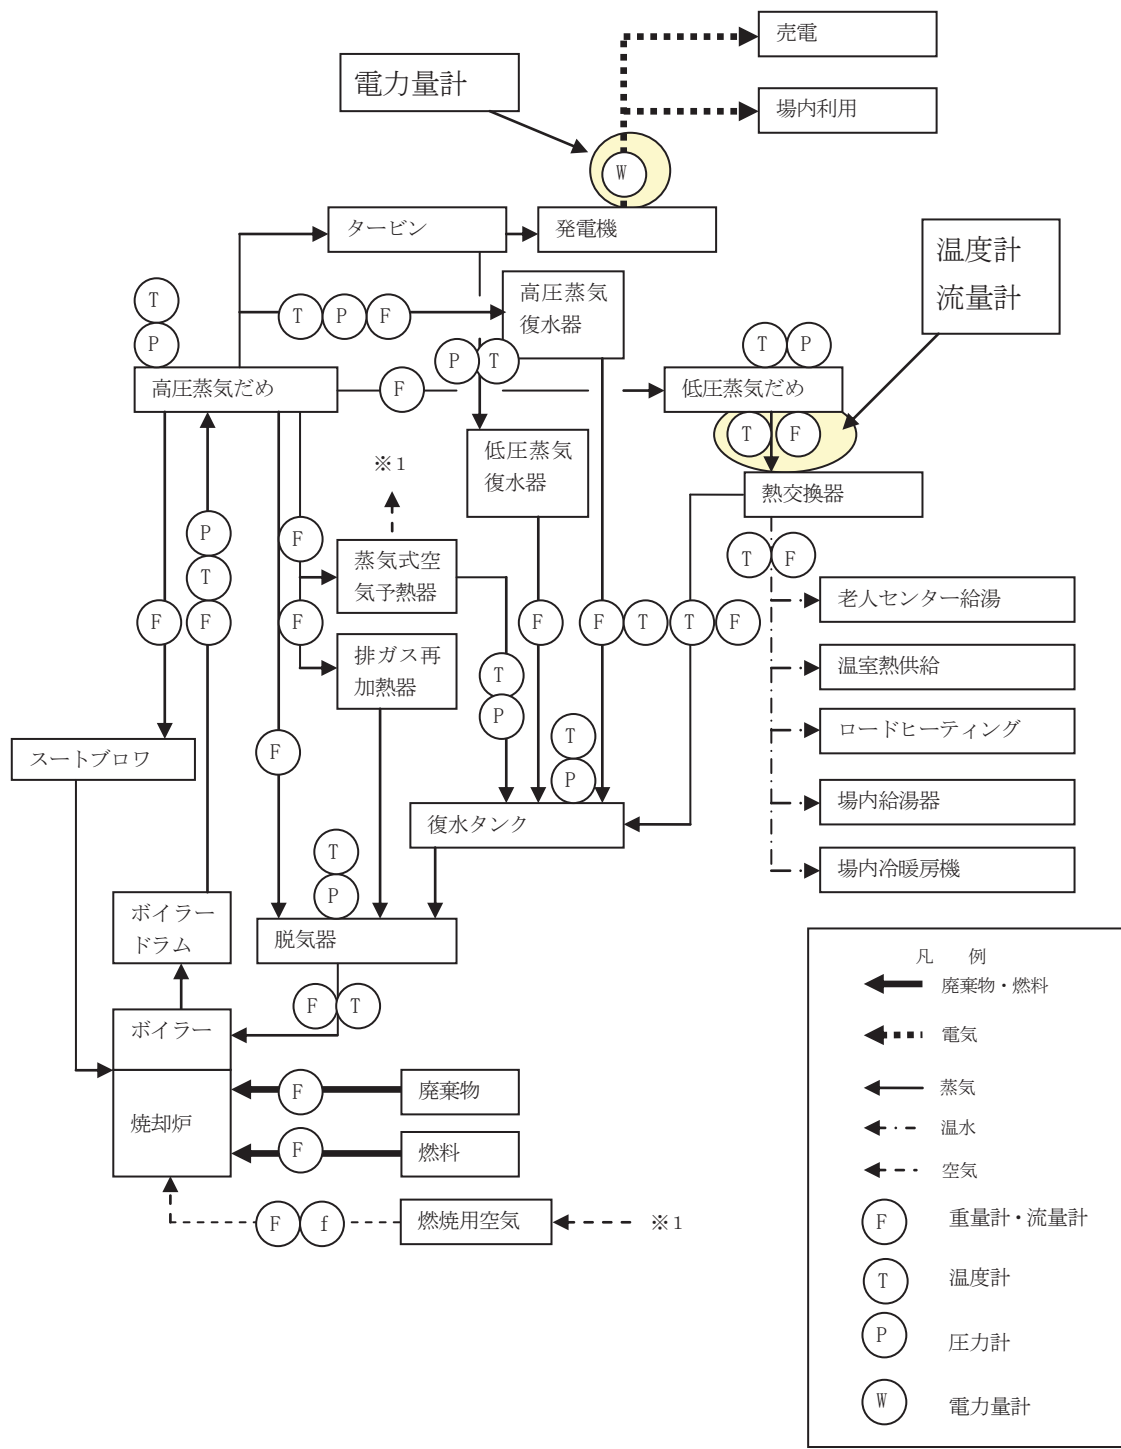 売電
電力量計
場内利用
W
タービン
発電機
温度計
流量計
高圧蒸気
復水器
T
P
T
P
F
P
T
T
P
高圧蒸気だめ
F
低圧蒸気だめ
T
F
低圧蒸気
復水器
※1
熱交換器
P
T
F
F
F
F
蒸気式空
気予熱器
T
F
老人センター給湯
F
F
T
T
F
排ガス再
加熱器
温室熱供給
T
P
ロードヒーティング
スートブロワ
F
T
P
場内給湯器
復水タンク
T
P
場内冷暖房機
ボイラー
ドラム
脱気器
F
T
ボイラー
焼却炉
F
廃棄物
F
燃料
F
f
燃焼用空気
※1
凡 例
廃棄物・燃料
電気
蒸気
温水
空気
F
重量計・流量計
T
温度計
P
圧力計
W
電力量計